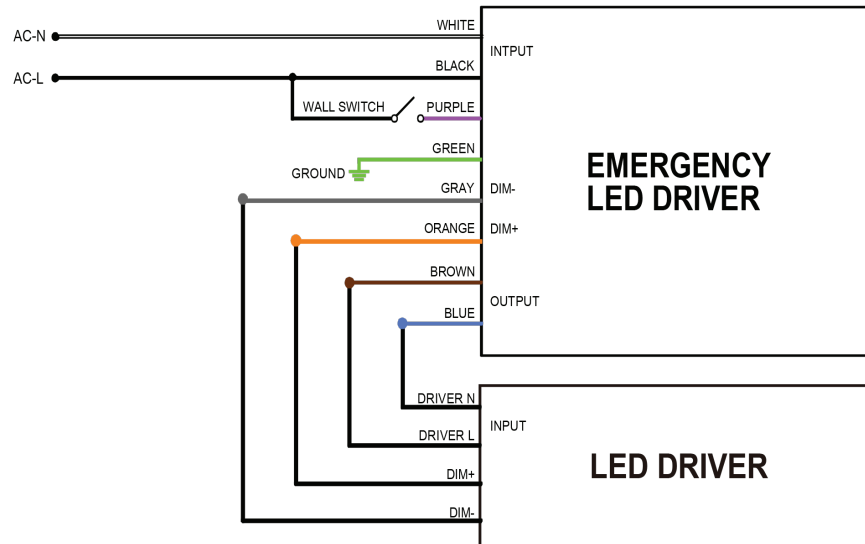 WHITE
AC-N
INTPUT
BLACK
AC-L
WALL SWITCH
PURPLE
GREEN
GROUND
EMERGENCY
LED DRIVER
GRAY
DIM-
ORANGE
DIM+
BROWN
OUTPUT
BLUE
DRIVER N
INPUT
DRIVER L
LED DRIVER
DIM+
DIM-